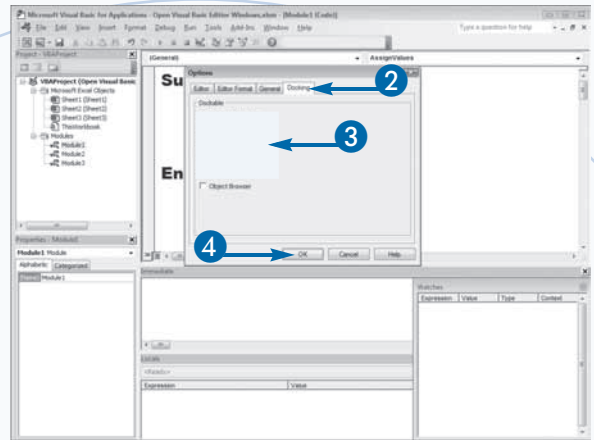 Microsoft Visual Basic for Applications - Open Visual Basic Editor Windows.xlsm - [Module1 (Code)]
File Edit View Insert Format Debug Run Tools Add-Ins Window Help
Type a question for help
Project - VBAProject
(General)
AssignValues
VBAProject (Open Visual Basic
Microsoft Excel Objects
Sheet1 (Sheet1)
Sheet2 (Sheet2)
Sheet3 (Sheet3)
ThisWorkbook
Modules
Module1
Module2
Module3
Su
En
Options
Editor Editor Format General Docking
2
Dockable
3
Object Browser
4
OK Cancel Help
Properties - Module1
Module1 Module
Alphabetic Categorized
(Name) Module1
Immediate
Locals
<Ready>
Expression Value
Watches
Expression Value Type Context